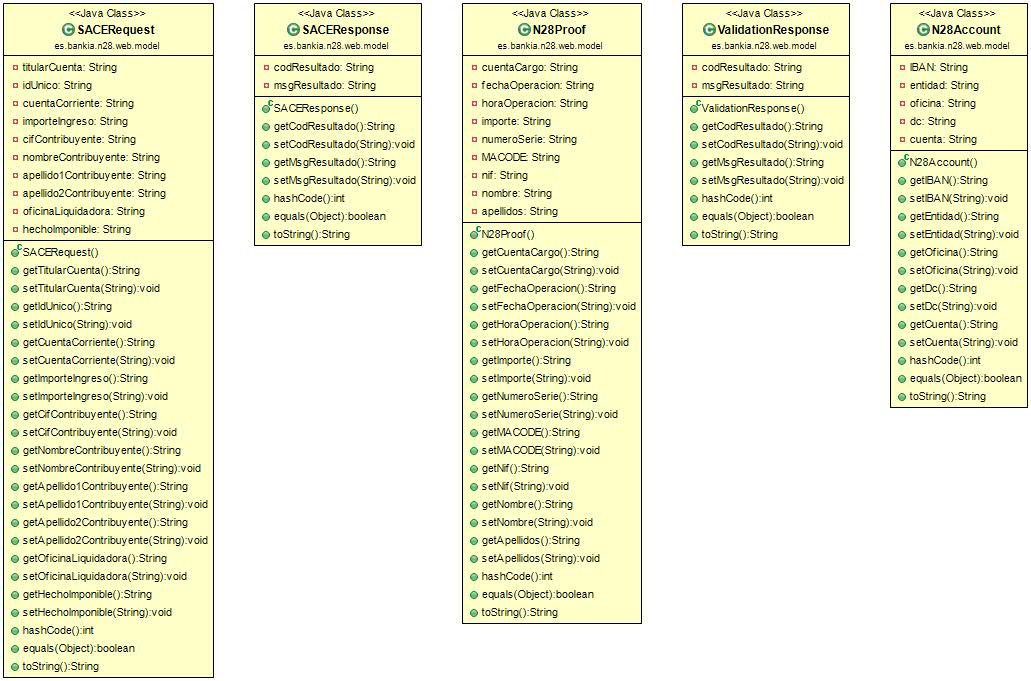 <<Java Class>>
SACERequest
es.bankia.n28.web.model
titularCuenta: String
idUnico: String
cuentaCorriente: String
importeIngreso: String
cifContribuyente: String
nombreContribuyente: String
apellido1Contribuyente: String
apellido2Contribuyente: String
oficinaLiquidadora: String
hechoImponible: String
SACERequest()
getTitularCuenta():String
setTitularCuenta(String):void
getIdUnico():String
setIdUnico(String):void
getCuentaCorriente():String
setCuentaCorriente(String):void
getImporteIngreso():String
setImporteIngreso(String):void
getCifContribuyente():String
setCifContribuyente(String):void
getNombreContribuyente():String
setNombreContribuyente(String):void
getApellido1Contribuyente():String
setApellido1Contribuyente(String):void
getApellido2Contribuyente():String
setApellido2Contribuyente(String):void
getOficinaLiquidadora():String
setOficinaLiquidadora(String):void
getHechoImponible():String
setHechoImponible(String):void
hashCode():int
equals(Object):boolean
toString():String
<<Java Class>>
SACEResponse
es.bankia.n28.web.model
codResultado: String
msgResultado: String
SACEResponse()
getCodResultado():String
setCodResultado(String):void
getMsgResultado():String
setMsgResultado(String):void
hashCode():int
equals(Object):boolean
toString():String
<<Java Class>>
N28Proof
es.bankia.n28.web.model
cuentaCargo: String
fechaOperacion: String
horaOperacion: String
importe: String
numeroSerie: String
MACODE: String
nif: String
nombre: String
apellidos: String
N28Proof()
getCuentaCargo():String
setCuentaCargo(String):void
getFechaOperacion():String
setFechaOperacion(String):void
getHoraOperacion():String
setHoraOperacion(String):void
getImporte():String
setImporte(String):void
getNumeroSerie():String
setNumeroSerie(String):void
getMACODE():String
setMACODE(String):void
getNif():String
setNif(String):void
getNombre():String
setNombre(String):void
getApellidos():String
setApellidos(String):void
hashCode():int
equals(Object):boolean
toString():String
<<Java Class>>
ValidationResponse
es.bankia.n28.web.model
codResultado: String
msgResultado: String
ValidationResponse()
getCodResultado():String
setCodResultado(String):void
getMsgResultado():String
setMsgResultado(String):void
hashCode():int
equals(Object):boolean
toString():String
<<Java Class>>
N28Account
es.bankia.n28.web.model
IBAN: String
entidad: String
oficina: String
dc: String
cuenta: String
N28Account()
getIBAN():String
setIBAN(String):void
getEntidad():String
setEntidad(String):void
getOficina():String
setOficina(String):void
getDc():String
setDc(String):void
getCuenta():String
setCuenta(String):void
hashCode():int
equals(Object):boolean
toString():String